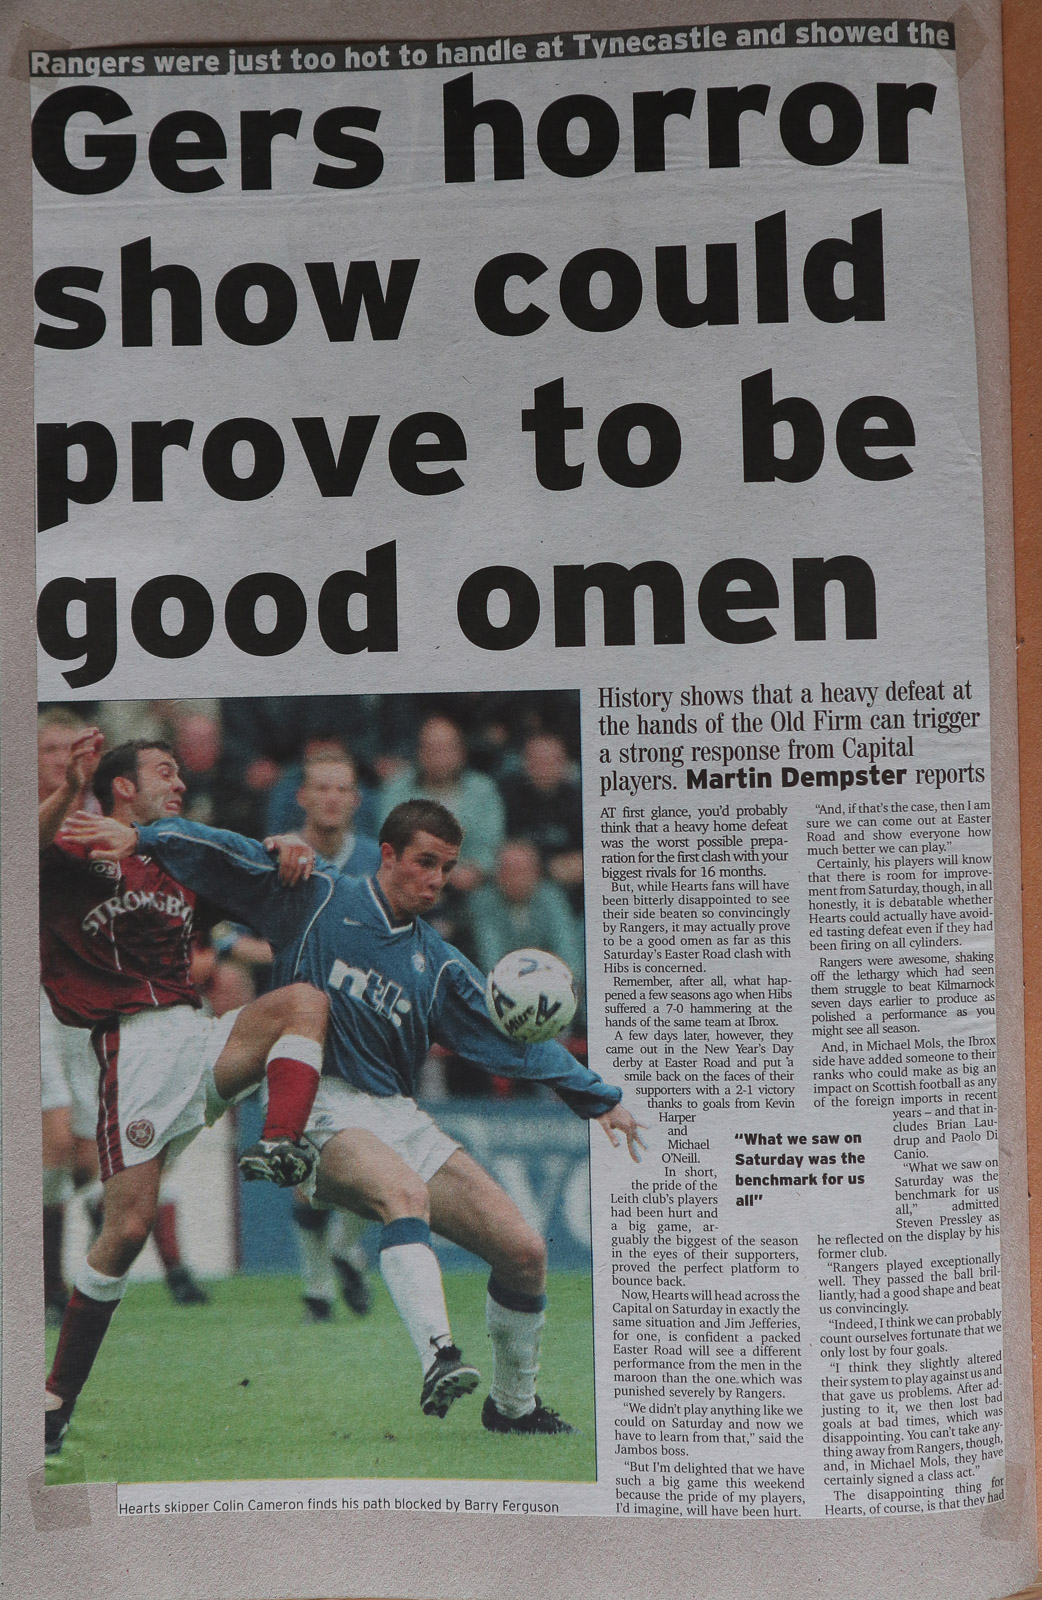 Rangers were just too hot to handle at Tynecastle and showed the
Gers horror
show could
prove to be
good omen
History shows that a heavy defeat at
the hands of the Old Firm can trigger
a strong response from Capital
players. Martin Dempster reports
AT first glance, you'd probably
think that a heavy home defeat
was the worst possible prepa-
ration for the first clash with your
biggest rivals for 16 months.
But, while Hearts fans will have
been bitterly disappointed to see
their side beaten so convincingly
by Rangers, it may actually prove
to be a good omen as far as this
Saturday's Easter Road clash with
Hibs is concerned.
Remember, after all, what hap-
pened a few seasons ago when Hibs
suffered a 7-0 hammering at the
hands of the same team at Ibrox.
A few days later, however, they
came out in the New Year's Day
derby at Easter Road and put a
smile back on the faces of their
supporters with a 2-1 victory
thanks to goals from Kevin
Harper
and
Michael
O'Neill.
In short,
the pride of the
Leith club's players
had been hurt and
a big game, ar-
guably the biggest of the season
in the eyes of their supporters,
proved the perfect platform to
bounce back.
Now, Hearts will head across the
Capital on Saturday in exactly the
same situation and Jim Jefferies,
for one, is confident a packed
Easter Road will see a different
performance from the men in the
maroon than the one which was
punished severely by Rangers.
"We didn't play anything like we
could on Saturday and now we
have to learn from that," said the
Jambos boss.
"But I'm delighted that we have
such a big game this weekend
because the pride of my players,
I'd imagine, will have been hurt.
"And, if that's the case, then I am
sure we can come out at Easter
Road and show everyone how
much better we can play."
Certainly, his players will know
that there is room for improve-
ment from Saturday, though, in all
honestly, it is debatable whether
Hearts could actually have avoid-
ed tasting defeat even if they had
been firing on all cylinders.
Rangers were awesome, shaking
off the lethargy which had seen
them struggle to beat Kilmarnock
seven days earlier to produce as
polished a performance as you
might see all season.
And, in Michael Mols, the Ibrox
side have added someone to their
ranks who could make as big an
impact on Scottish football as any
of the foreign imports in recent
years – and that in-
cludes Brian Lau-
drup and Paolo Di
Canio.
"What we saw on
Saturday was the
benchmark for us
all," admitted
Steven Pressley as
he reflected on the display by his
former club.
"Rangers played exceptionally
well. They passed the ball bril-
liantly, had a good shape and beat
us convincingly.
"Indeed, I think we can probably
count ourselves fortunate that we
only lost by four goals.
"I think they slightly altered
their system to play against us and
that gave us problems. After ad-
justing to it, we then lost bad
goals at bad times, which was
disappointing. You can't take any-
thing away from Rangers, though,
and, in Michael Mols, they have
certainly signed a class act."
The disappointing thing for
Hearts, of course, is that they had
"What we saw on
Saturday was the
benchmark for us
all"
STRONGBO
ntl:
Mitre
Hearts skipper Colin Cameron finds his path blocked by Barry Ferguson